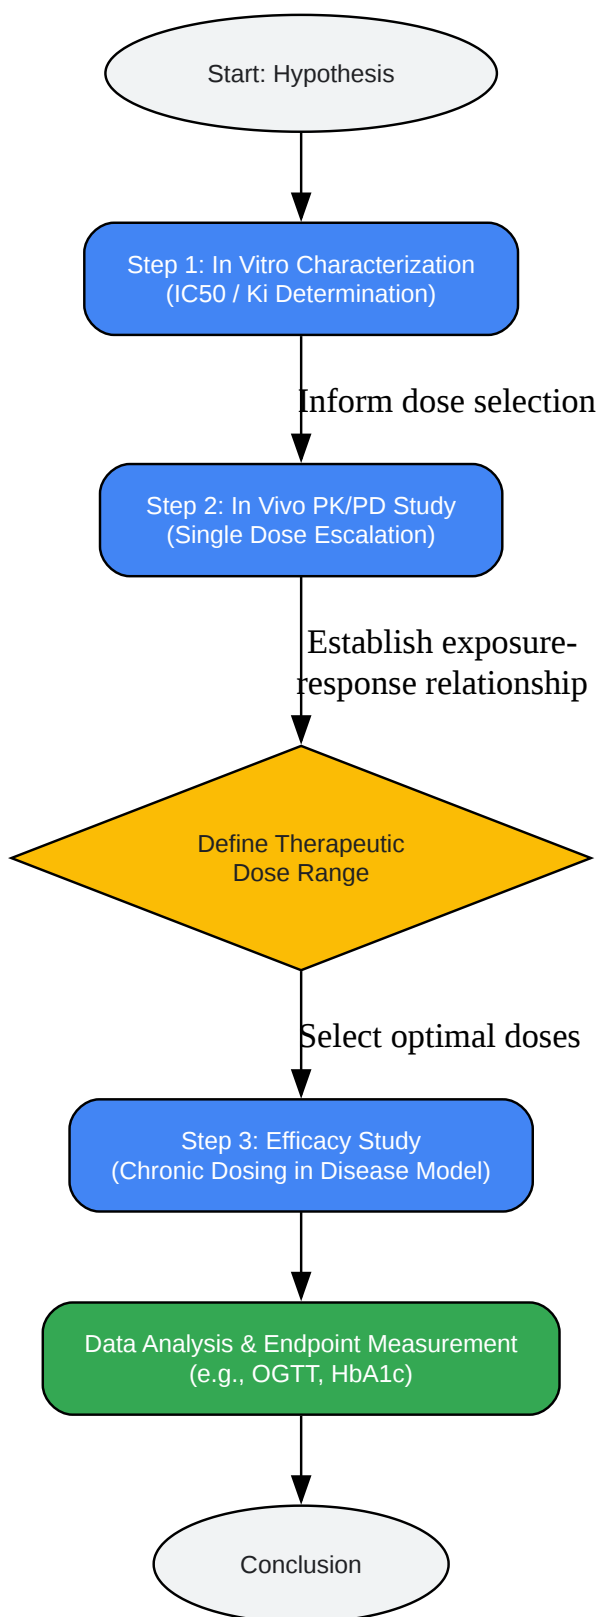 Start: Hypothesis
Step 1: In Vitro Characterization
(IC50 / Ki Determination)
Inform dose selection
Step 2: In Vivo PK/PD Study
(Single Dose Escalation)
Establish exposure-
response relationship
Define Therapeutic
Dose Range
Select optimal doses
Step 3: Efficacy Study
(Chronic Dosing in Disease Model)
Data Analysis & Endpoint Measurement
(e.g., OGTT, HbA1c)
Conclusion